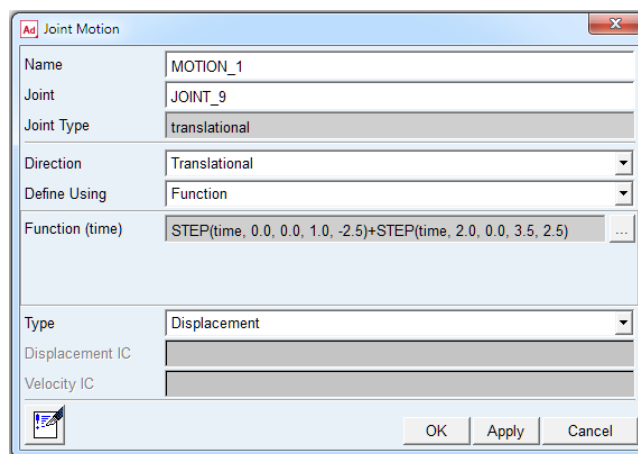 Ad Joint Motion
Name MOTION_1
Joint JOINT_9
Joint Type translational
Direction Translational
Define Using Function
Function (time) STEP(time, 0.0, 0.0, 1.0, -2.5)+STEP(time, 2.0, 0.0, 3.5, 2.5) ...
Type Displacement
Displacement IC
Velocity IC
OK Apply Cancel